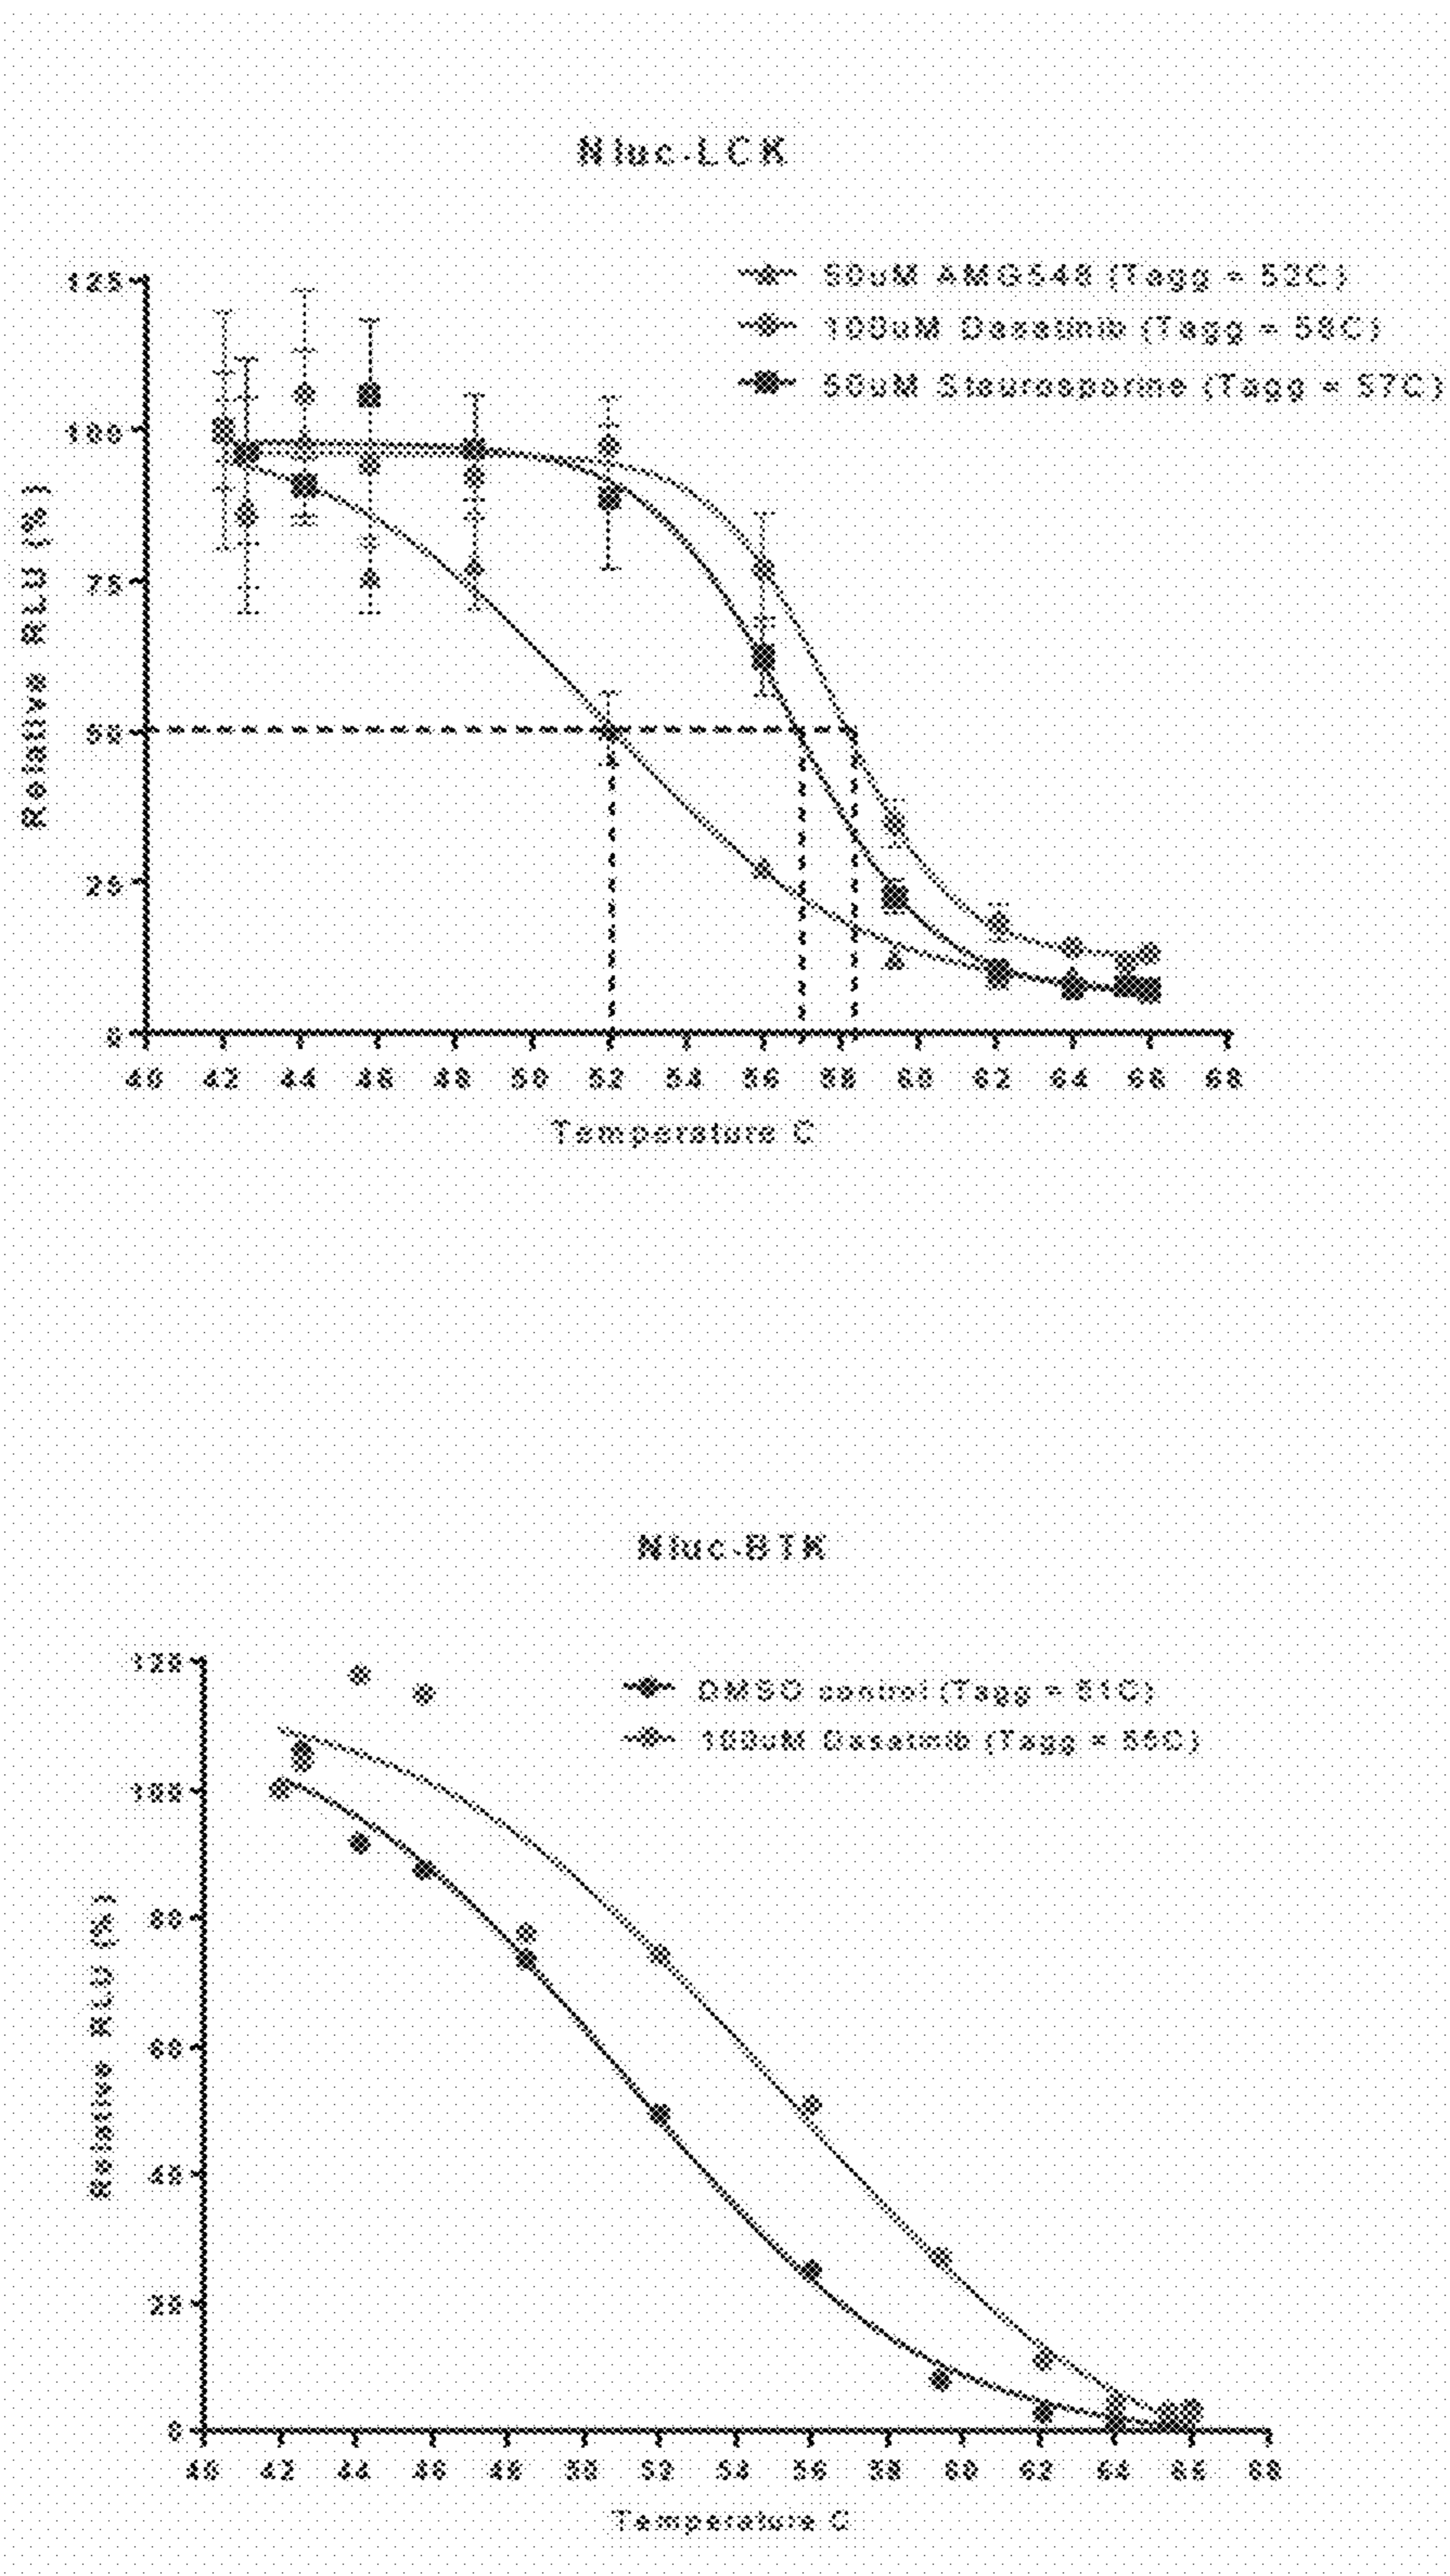 Nluc-LCK
50uM AMG548 (Tagg = 52C)
100uM Dasatinib (Tagg = 58C)
50uM Staurosporine (Tagg = 57C)
125
100
75
50
25
0
Relative RLU (%)
40 42 44 46 48 50 52 54 56 58 60 62 64 66 68
Temperature C
Nluc-BTK
DMSO control (Tagg = 51C)
100uM Dasatinib (Tagg = C)
120
100
80
60
40
20
0
Relative RLU (%)
40 42 44 46 48 50 52 54 56 58 60 62 64 66 68
Temperature C